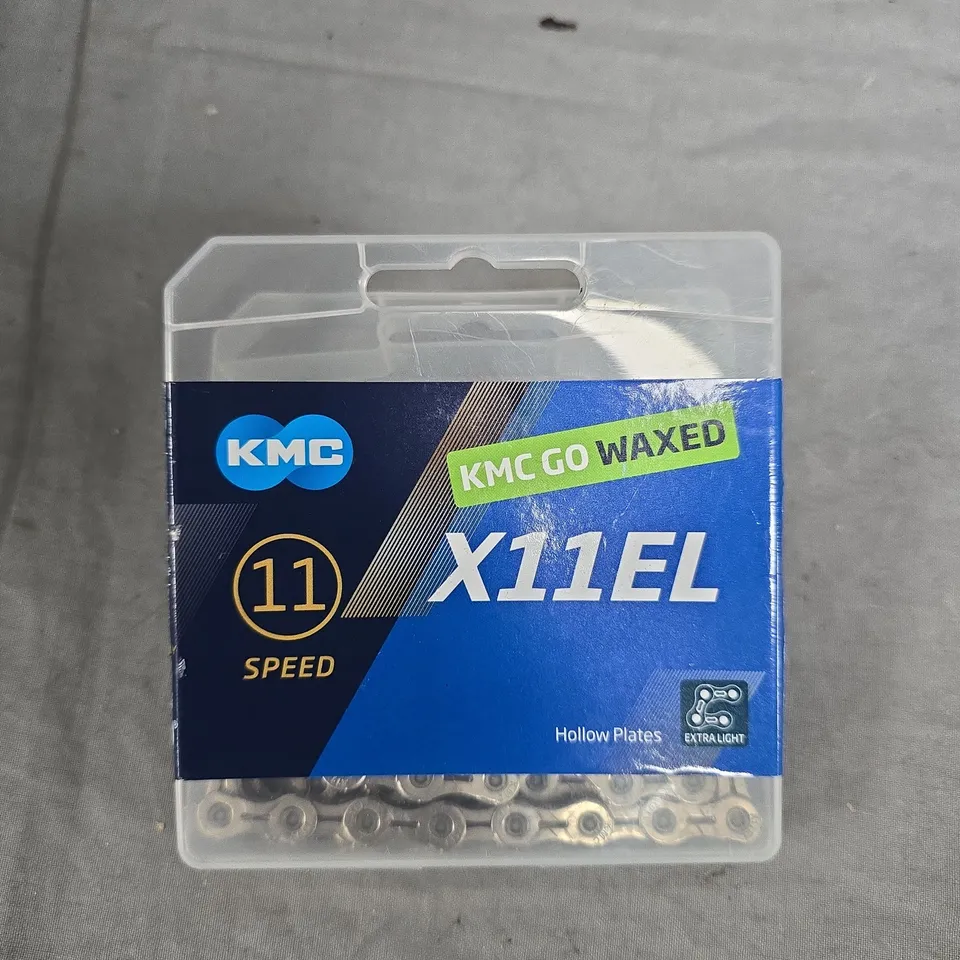 KMC
KMC GO WAXED
11
SPEED
X11EL
Hollow Plates
EXTRA LIGHT